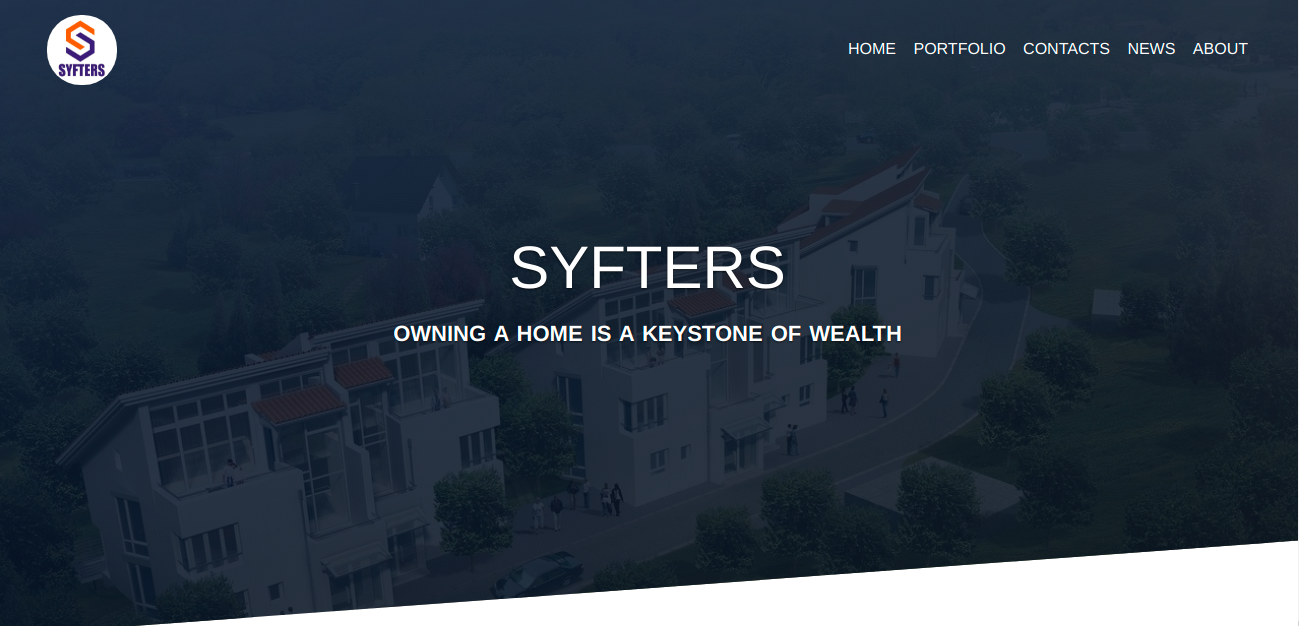 SYFTERS
HOME PORTFOLIO CONTACTS NEWS ABOUT
SYFTERS
OWNING A HOME IS A KEYSTONE OF WEALTH